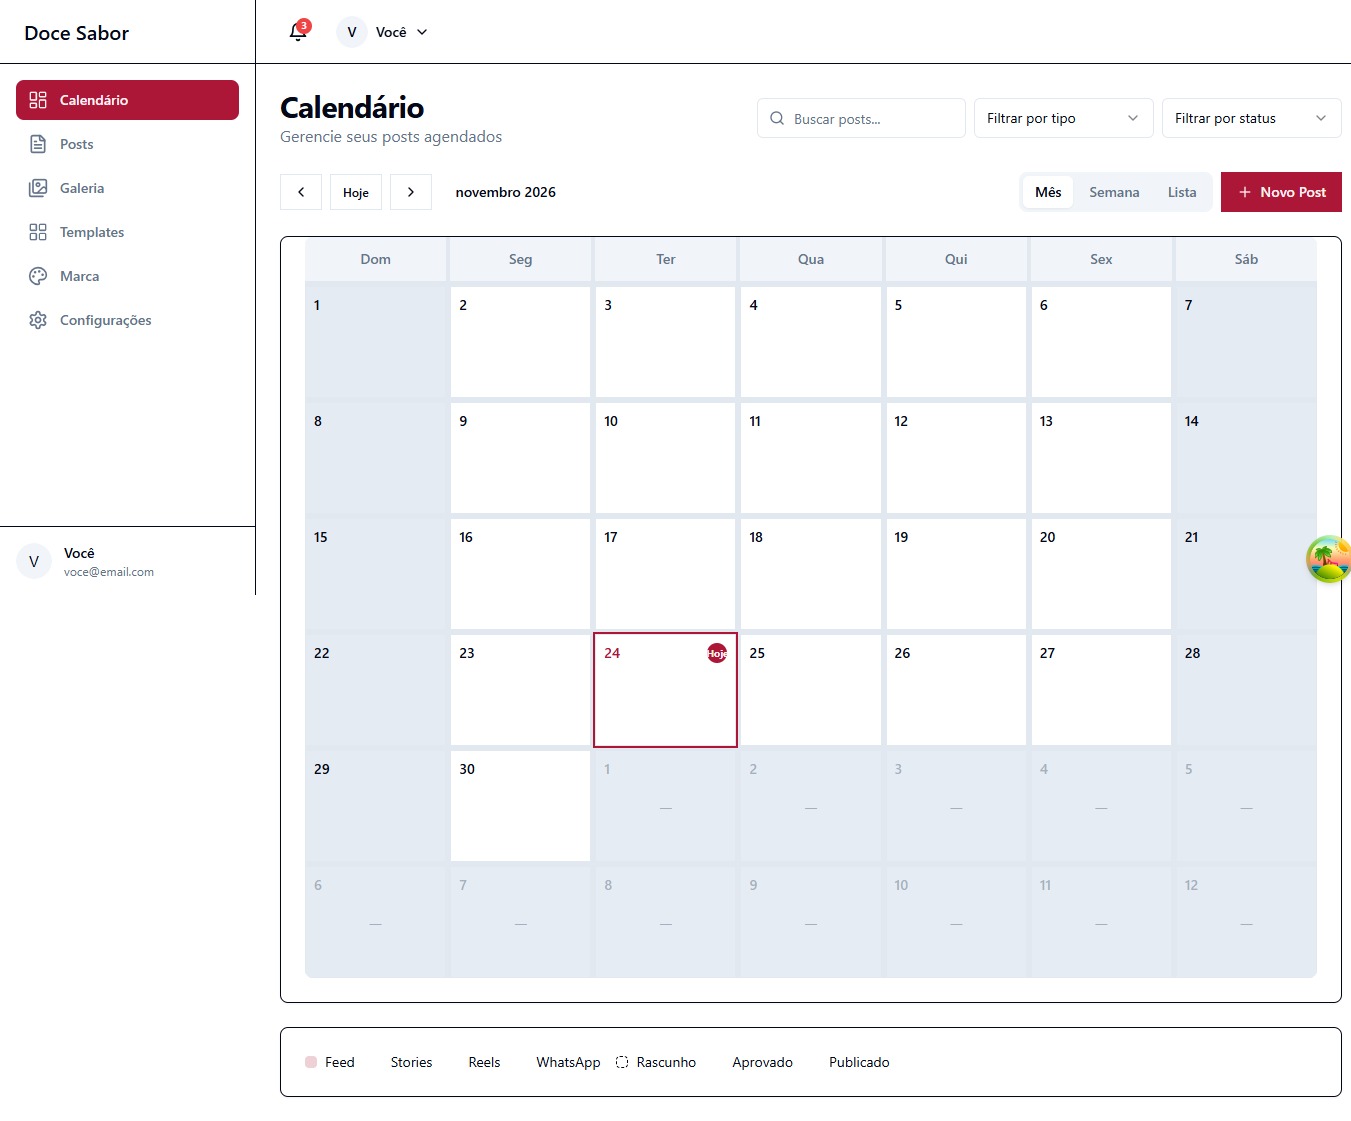 Doce Sabor
3
V
Você
Calendário
Posts
Galeria
Templates
Marca
Configurações
V
Você
voce@email.com
Calendário
Gerencie seus posts agendados
Buscar posts...
Filtrar por tipo
Filtrar por status
Hoje
novembro 2026
Mês
Semana
Lista
+ Novo Post
Dom Seg Ter Qua Qui Sex Sáb
1 2 3 4 5 6 7
8 9 10 11 12 13 14
15 16 17 18 19 20 21
22 23 24 Hoje 25 26 27 28
29 30 1 2 3 4 5
— — — — —
6 7 8 9 10 11 12
— — — — — — —
Feed Stories Reels WhatsApp Rascunho Aprovado Publicado